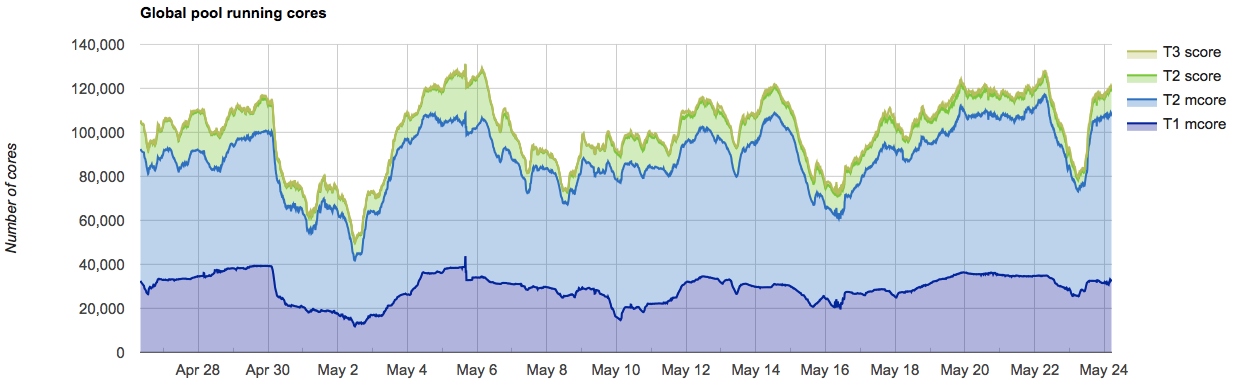 Global pool running cores
Number of cores
140,000
120,000
100,000
80,000
60,000
40,000
20,000
0
Apr 28 Apr 30 May 2 May 4 May 6 May 8 May 10 May 12 May 14 May 16 May 18 May 20 May 22 May 24
T3 score
T2 score
T2 mcore
T1 mcore